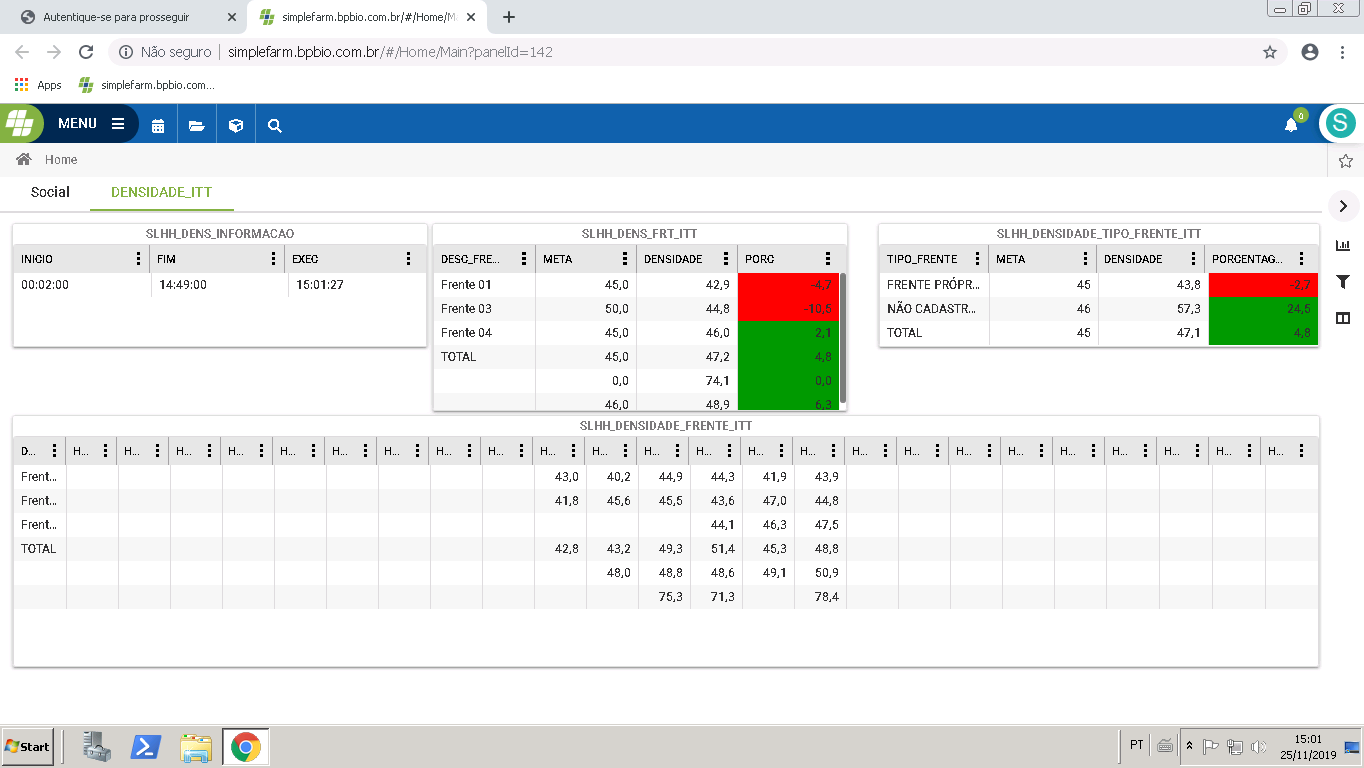 Autentique-se para prosseguir
simplefarm.bpbio.com.br/#/Home/M
Não seguro
simplefarm.bpbio.com.br/#/Home/Main?panelId=142
Apps
simplefarm.bpbio.com...
MENU
0
S
Home
Social
DENSIDADE_ITT
SLHH_DENS_INFORMACAO
INICIO FIM EXEC
00:02:00 14:49:00 15:01:27
SLHH_DENS_FRT_ITT
DESC_FRE... META DENSIDADE PORC
Frente 01 45,0 42,9 -4,7
Frente 03 50,0 44,8 -10,5
Frente 04 45,0 46,0 2,1
TOTAL 45,0 47,2 4,8
0,0 74,1 0,0
46,0 48,9 6,3
SLHH_DENSIDADE_TIPO_FRENTE_ITT
TIPO_FRENTE META DENSIDADE PORCENTAG...
FRENTE PRÓPR... 45 43,8 -2,7
NÃO CADASTR... 46 57,3 24,5
TOTAL 45 47,1 4,8
SLHH_DENSIDADE_FRENTE_ITT
D... H... H... H... H... H... H... H... H... H... H... H... H... H... H... H... H... H... H... H... H... H... H... H... H...
Frent... 43,0 40,2 44,9 44,3 41,9 43,9
Frent... 41,8 45,6 45,5 43,6 47,0 44,8
Frent... 44,1 46,3 47,5
TOTAL 42,8 43,2 49,3 51,4 45,3 48,8
48,0 48,8 48,6 49,1 50,9
75,3 71,3 78,4
Start
PT
15:01
25/11/2019